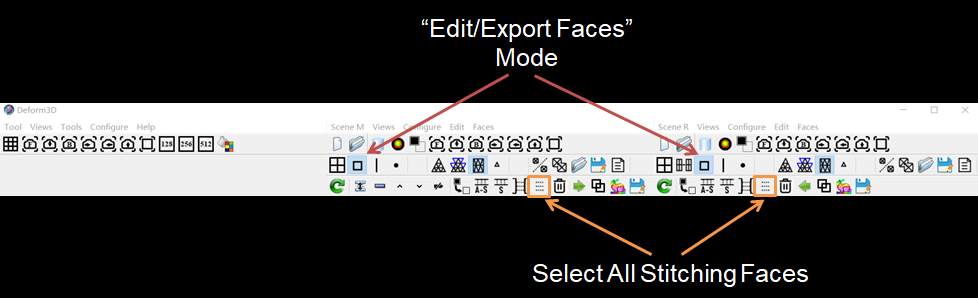 “Edit/Export Faces”
Mode
Deform3D
Tool Views Tools Configure Help
Scene M Views Configure Edit Faces
Scene R Views Configure Edit Faces
128 256 512
A-S S
A-S S
Select All Stitching Faces